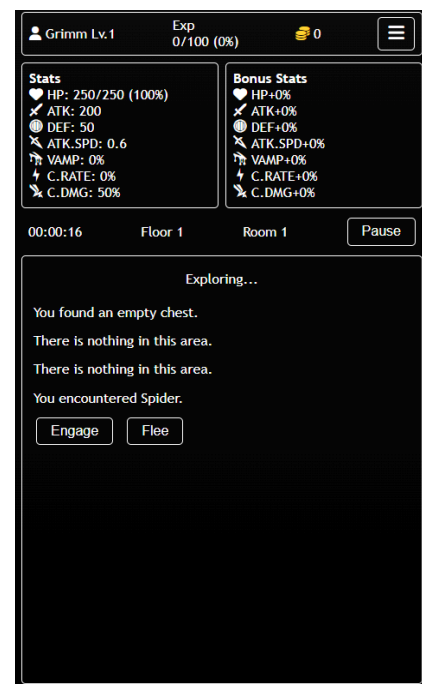 Grimm Lv.1
Exp
0/100 (0%)
0
Stats
HP: 250/250 (100%)
ATK: 200
DEF: 50
ATK.SPD: 0.6
VAMP: 0%
C.RATE: 0%
C.DMG: 50%
Bonus Stats
HP+0%
ATK+0%
DEF+0%
ATK.SPD+0%
VAMP+0%
C.RATE+0%
C.DMG+0%
00:00:16 Floor 1 Room 1 Pause
Exploring...
You found an empty chest.
There is nothing in this area.
There is nothing in this area.
You encountered Spider.
Engage Flee